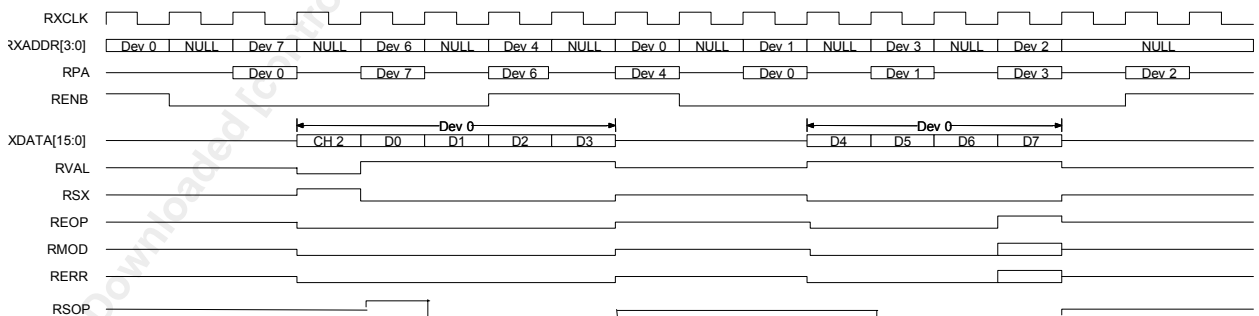 RXCLK
RXADDR[3:0] Dev 0 NULL Dev 7 NULL Dev 6 NULL Dev 4 NULL Dev 0 NULL Dev 1 NULL Dev 3 NULL Dev 2 NULL
RPA Dev 0 Dev 7 Dev 6 Dev 4 Dev 0 Dev 1 Dev 3 Dev 2
RENB
Dev 0 Dev 0
XDATA[15:0] CH 2 D0 D1 D2 D3 D4 D5 D6 D7
RVAL
RSX
REOP
RMOD
RERR
RSOP
Downloaded [contro